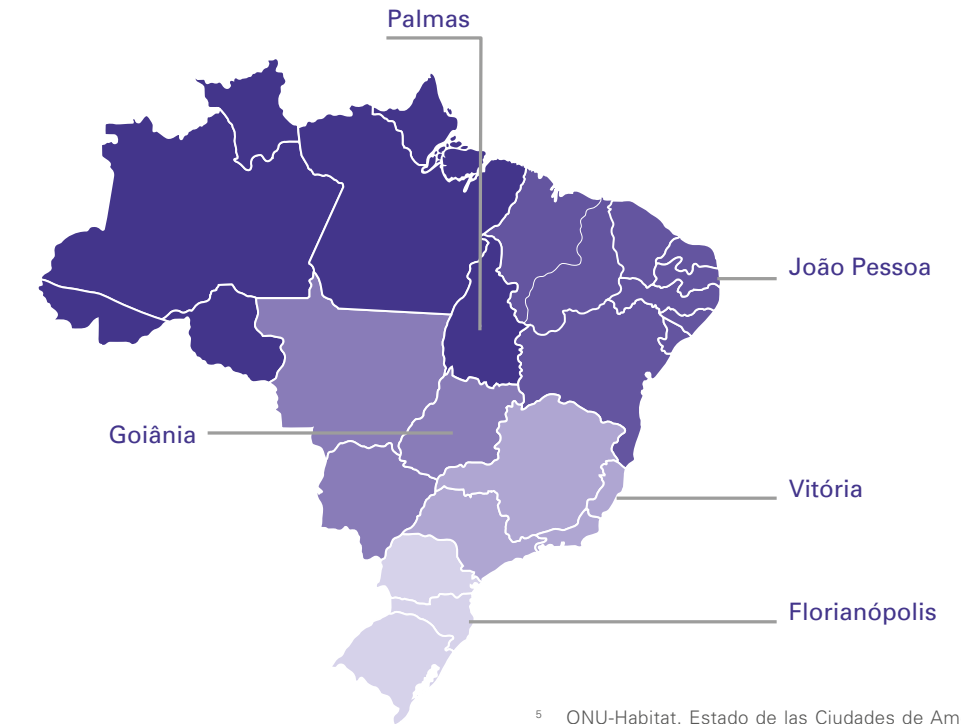 Palmas
João Pessoa
Goiânia
Vitória
Florianópolis
5 ONU-Habitat. Estado de las Ciudades de Am